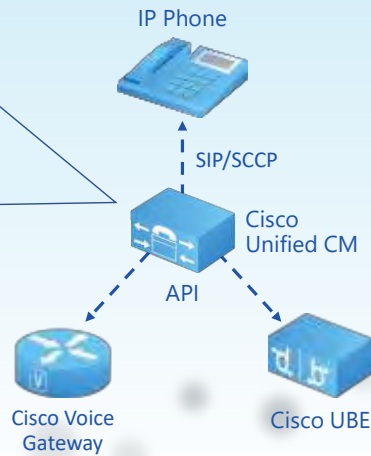 IP Phone
SIP/SCCP
Cisco
Unified CM
API
V
Cisco Voice
Gateway
Cisco UBE